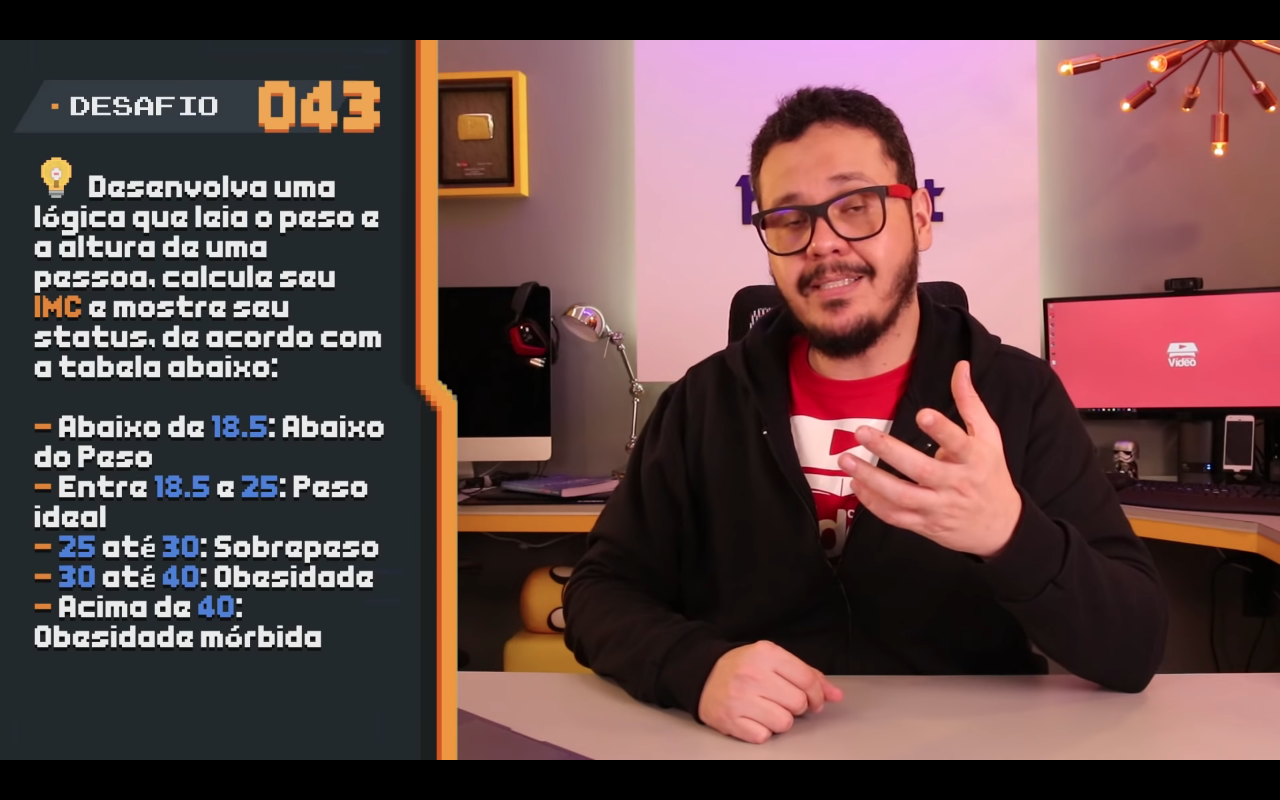 DESAFIO 043
Desenvolva uma
lógica que leia o peso e
a altura de uma
pessoa, calcule seu
IMC e mostre seu
status, de acordo com
a tabela abaixo:
- Abaixo de 18.5: Abaixo
do Peso
- Entre 18.5 e 25: Peso
ideal
- 25 até 30: Sobrepeso
- 30 até 40: Obesidade
- Acima de 40:
Obesidade mórbida
Vídeo